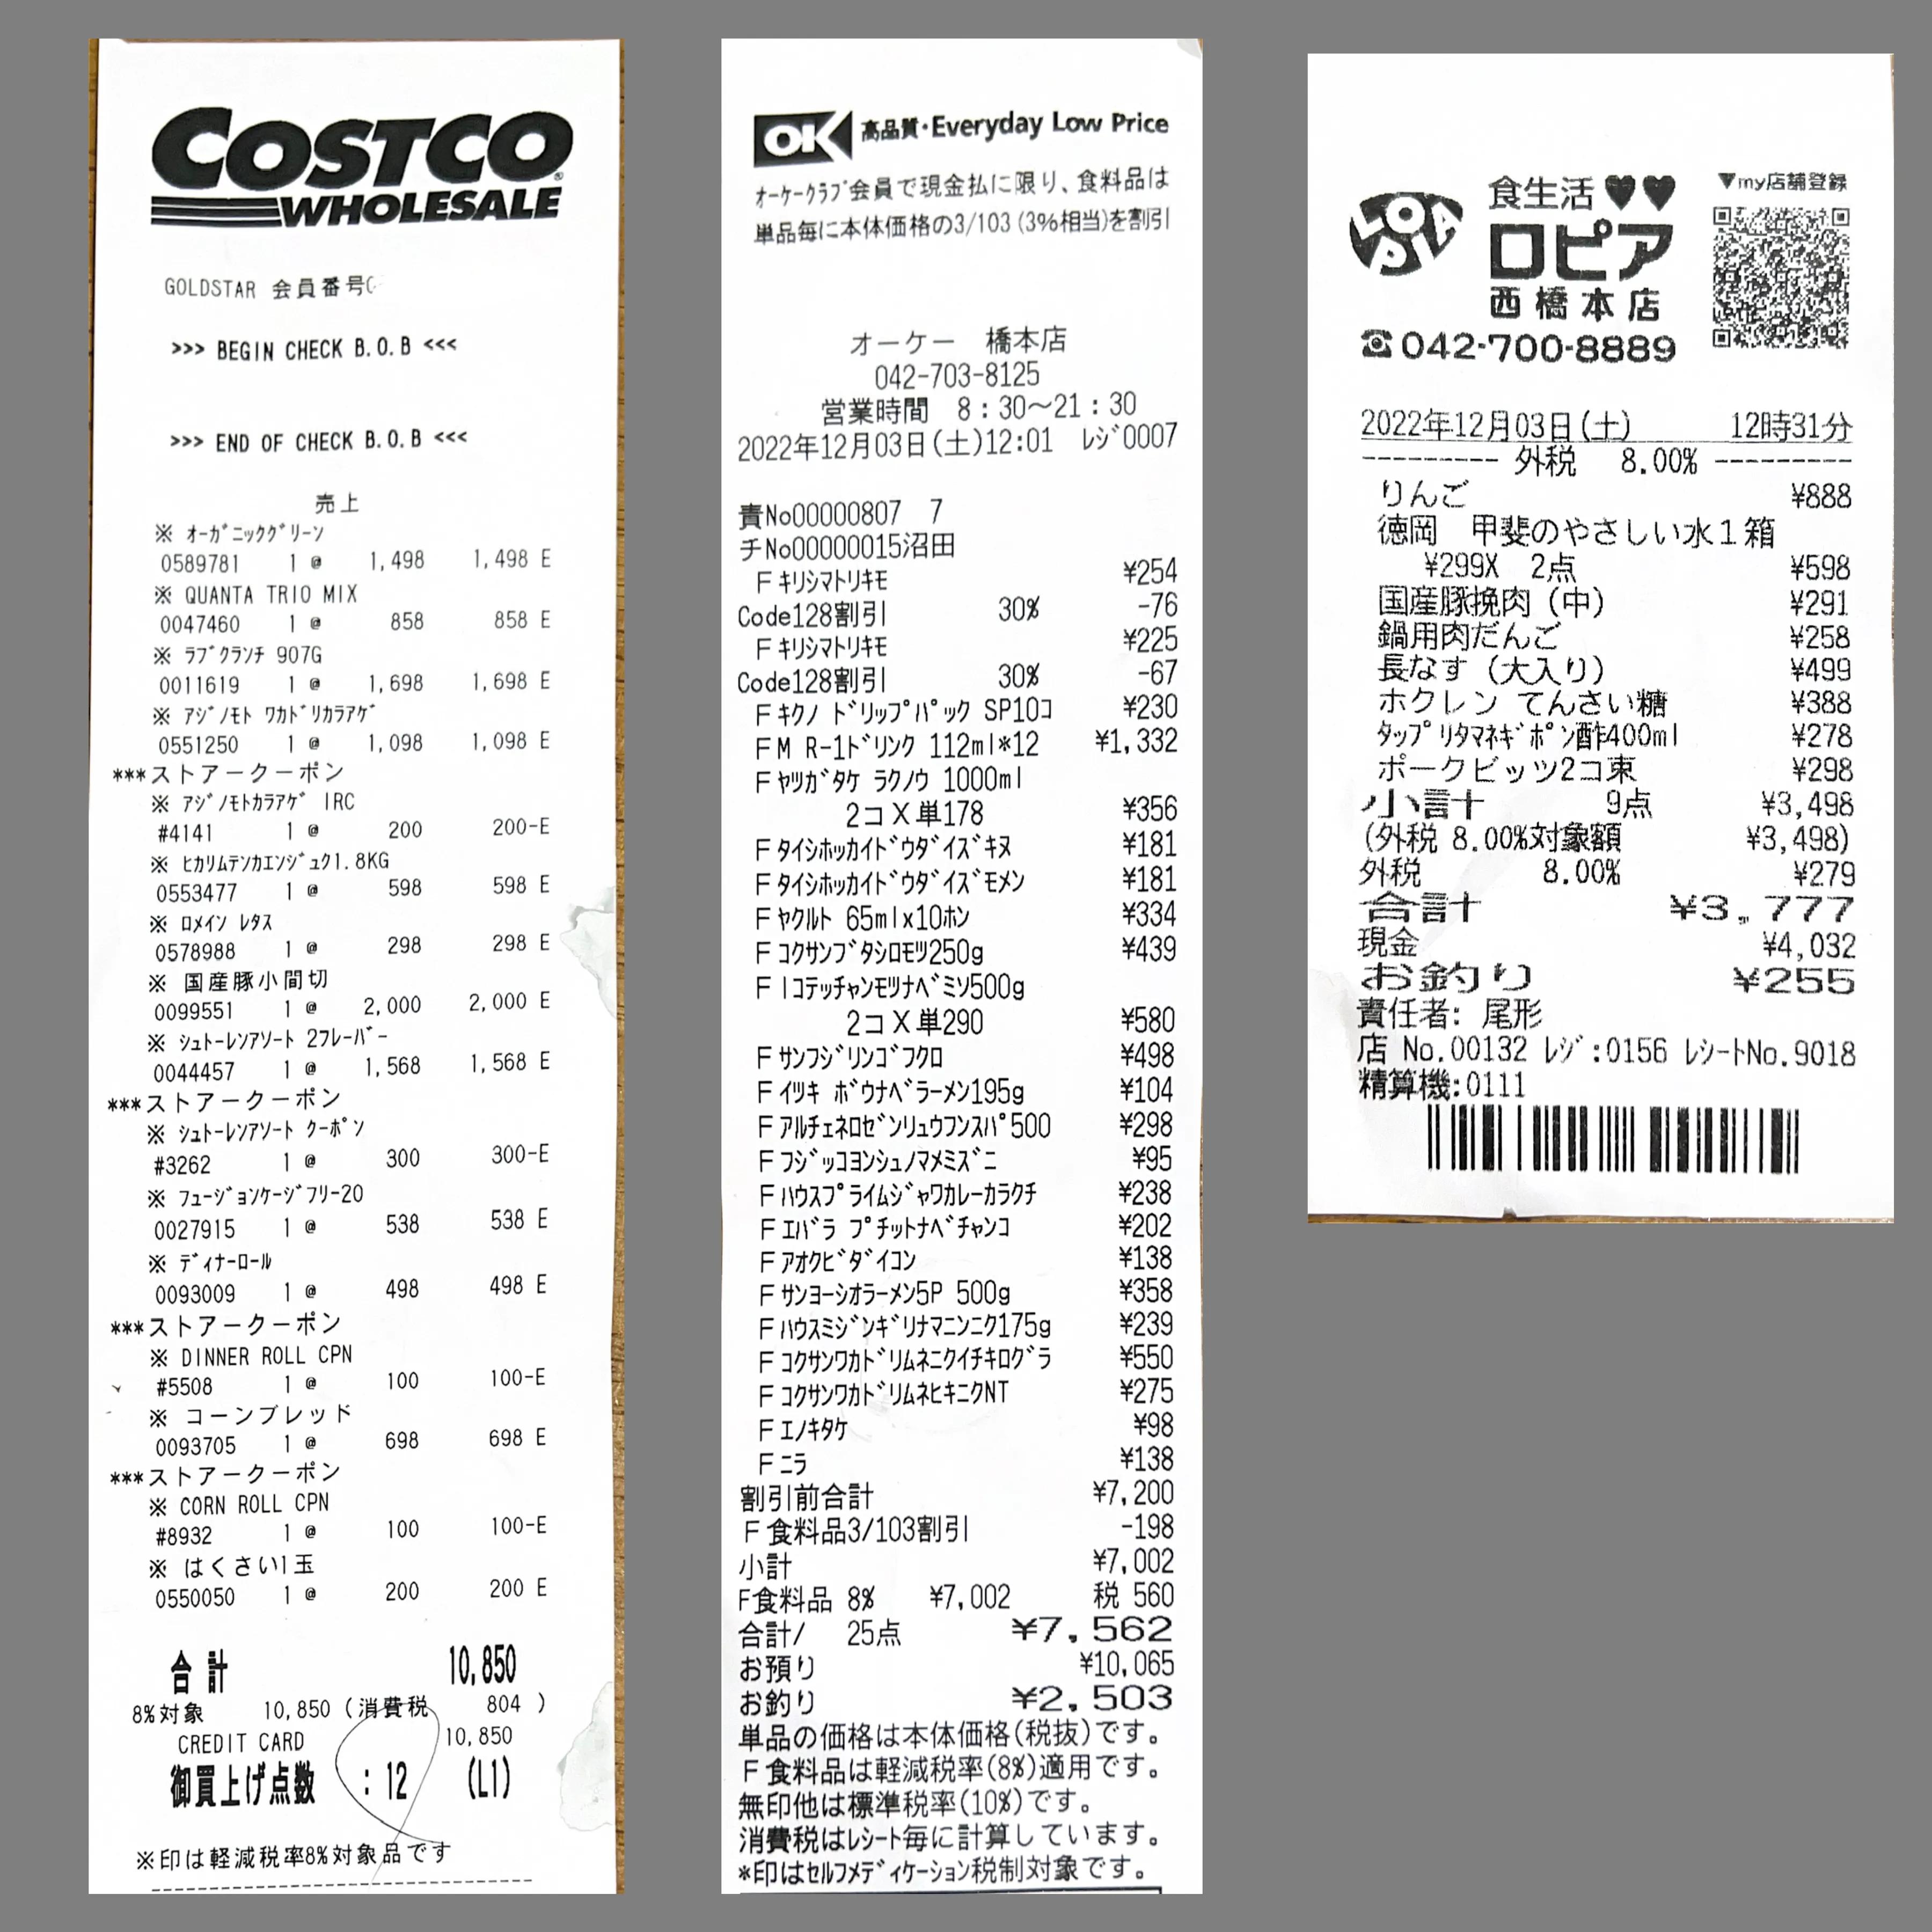 COSTCO
WHOLESALE
GOLDSTAR 会員番号
>>> BEGIN CHECK B.O.B <<<
>>> END OF CHECK B.O.B <<<
売上
※ オーガニックグリーン
0589781 1 @ 1,498 1,498 E
※ QUANTA TRIO MIX
0047460 1 @ 858 858 E
※ ラブクランチ 907G
0011619 1 @ 1,698 1,698 E
※ アジノモト ワカドリカラアゲ
0551250 1 @ 1,098 1,098 E
***ストアークーポン
※ アジノモトカラアゲ IRC
#4141 1 @ 200 200-E
※ ヒカリムテンカエンジュク1.8KG
0553477 1 @ 598 598 E
※ ロメイン レタス
0578988 1 @ 298 298 E
※ 国産豚小間切
0099551 1 @ 2,000 2,000 E
※ シュトーレンアソート 2フレーバー
0044457 1 @ 1,568 1,568 E
***ストアークーポン
※ シュトーレンアソート クーポン
#3262 1 @ 300 300-E
※ フュージョンケージフリー20
0027915 1 @ 538 538 E
※ ディナーロール
0093009 1 @ 498 498 E
***ストアークーポン
※ DINNER ROLL CPN
#5508 1 @ 100 100-E
※ コーンブレッド
0093705 1 @ 698 698 E
***ストアークーポン
※ CORN ROLL CPN
#8932 1 @ 100 100-E
※ はくさい1玉
0550050 1 @ 200 200 E
合計 10,850
8%対象 10,850 (消費税 804 )
CREDIT CARD 10,850
御買上げ点数 : 12 (L1)
※印は軽減税率8%対象品です
OK 高品質・Everyday Low Price
オーケークラブ会員で現金払に限り、食料品は
単品毎に本体価格の3/103(3%相当)を割引
オーケー 橋本店
042-703-8125
営業時間 8:30～21:30
2022年12月03日(土)12:01 レジ0007
責No00000807 7
チNo00000015沼田
F キリシマトリキモ ¥254
Code128割引 30% -76
F キリシマトリキモ ¥225
Code128割引 30% -67
F キクノ ドリップパック SP10コ ¥230
F M R-1ドリンク 112ml*12 ¥1,332
F ヤツガタケ ラクノウ 1000ml
2コ X 単178 ¥356
F タイシホッカイドウダイズキヌ ¥181
F タイシホッカイドウダイズモメン ¥181
F ヤクルト 65mlx10ホン ¥334
F コクサンブタシロモツ250g ¥439
F Iコテッチャンモツナベミソ500g
2コ X 単290 ¥580
F サンフジリンゴフクロ ¥498
F イツキ ボウナベラーメン195g ¥104
F アルチェネロゼンリュウフンスパ500 ¥298
F フジッコヨンシュノマメミズニ ¥95
F ハウスプライムジャワカレーカラクチ ¥238
F エバラ プチットナベチャンコ ¥202
F アオクビダイコン ¥138
F サンヨーシオラーメン5P 500g ¥358
F ハウスミジンギリナマニンニク175g ¥239
F コクサンワカドリムネニクイチキログラ ¥550
F コクサンワカドリムネヒキニクNT ¥275
F エノキタケ ¥98
F ニラ ¥138
割引前合計 ¥7,200
F 食料品3/103割引 -198
小計 ¥7,002
F食料品 8% ¥7,002 税 560
合計/ 25点 ¥7,562
お預り ¥10,065
お釣り ¥2,503
単品の価格は本体価格(税抜)です。
F 食料品は軽減税率(8%)適用です。
無印他は標準税率(10%)です。
消費税はレシート毎に計算しています。
*印はセルフメディケーション税制対象です。
LOPIA
食生活♥♥
ロピア
西橋本店
▼my店舗登録
☎042-700-8889
2022年12月03日(土) 12時31分
--------- 外税 8.00% ---------
りんご ¥888
徳岡 甲斐のやさしい水１箱
¥299X 2点 ¥598
国産豚挽肉（中） ¥291
鍋用肉だんご ¥258
長なす（大入り） ¥499
ホクレン てんさい糖 ¥388
タップリタマネギポン酢400ml ¥278
ポークビッツ2コ束 ¥298
小計 9点 ¥3,498
(外税 8.00%対象額 ¥3,498)
外税 8.00% ¥279
合計 ¥3,777
現金 ¥4,032
お釣り ¥255
責任者: 尾形
店 No.00132 レジ:0156 レシートNo.9018
精算機:0111